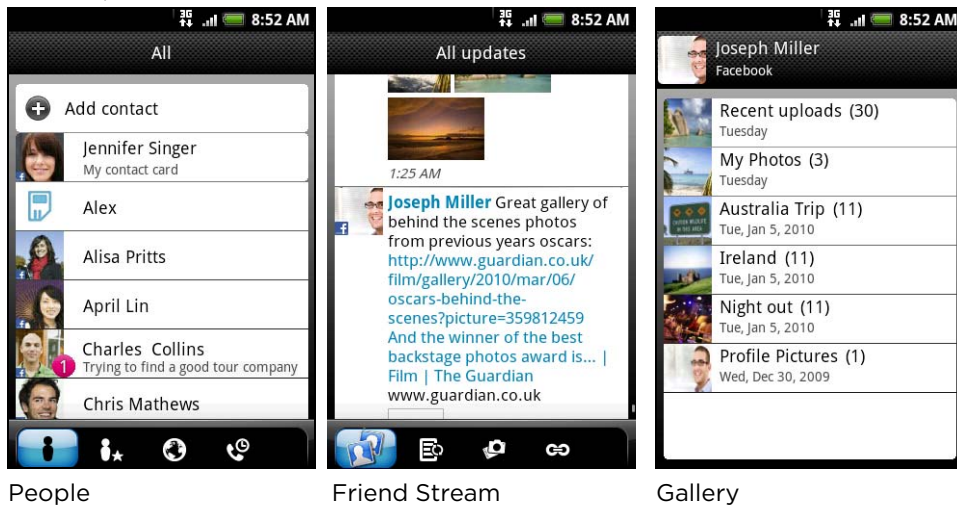 3G 8:52 AM
All
Add contact
Jennifer Singer
My contact card
Alex
Alisa Pritts
April Lin
1
Charles Collins
Trying to find a good tour company
Chris Mathews
People
3G 8:52 AM
All updates
1:25 AM
Joseph Miller Great gallery of
behind the scenes photos
from previous years oscars:
http://www.guardian.co.uk/
film/gallery/2010/mar/06/
oscars-behind-the-
scenes?picture=359812459
And the winner of the best
backstage photos award is... |
Film | The Guardian
www.guardian.co.uk
Friend Stream
3G 8:52 AM
Joseph Miller
Facebook
Recent uploads (30)
Tuesday
My Photos (3)
Tuesday
Australia Trip (11)
Tue, Jan 5, 2010
Ireland (11)
Tue, Jan 5, 2010
Night out (11)
Tue, Jan 5, 2010
Profile Pictures (1)
Wed, Dec 30, 2009
Gallery